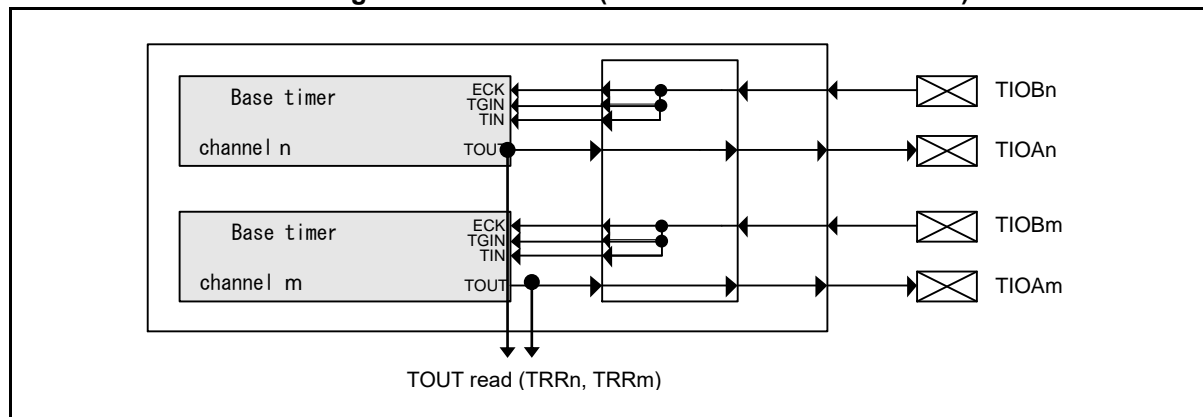 ECK
TIOBn
Base timer
TGIN
TIN
channel n
TOUT
TIOAn
ECK
TIOBm
Base timer
TGIN
TIN
channel m
TOUT
TIOAm
TOUT read (TRRn, TRRm)